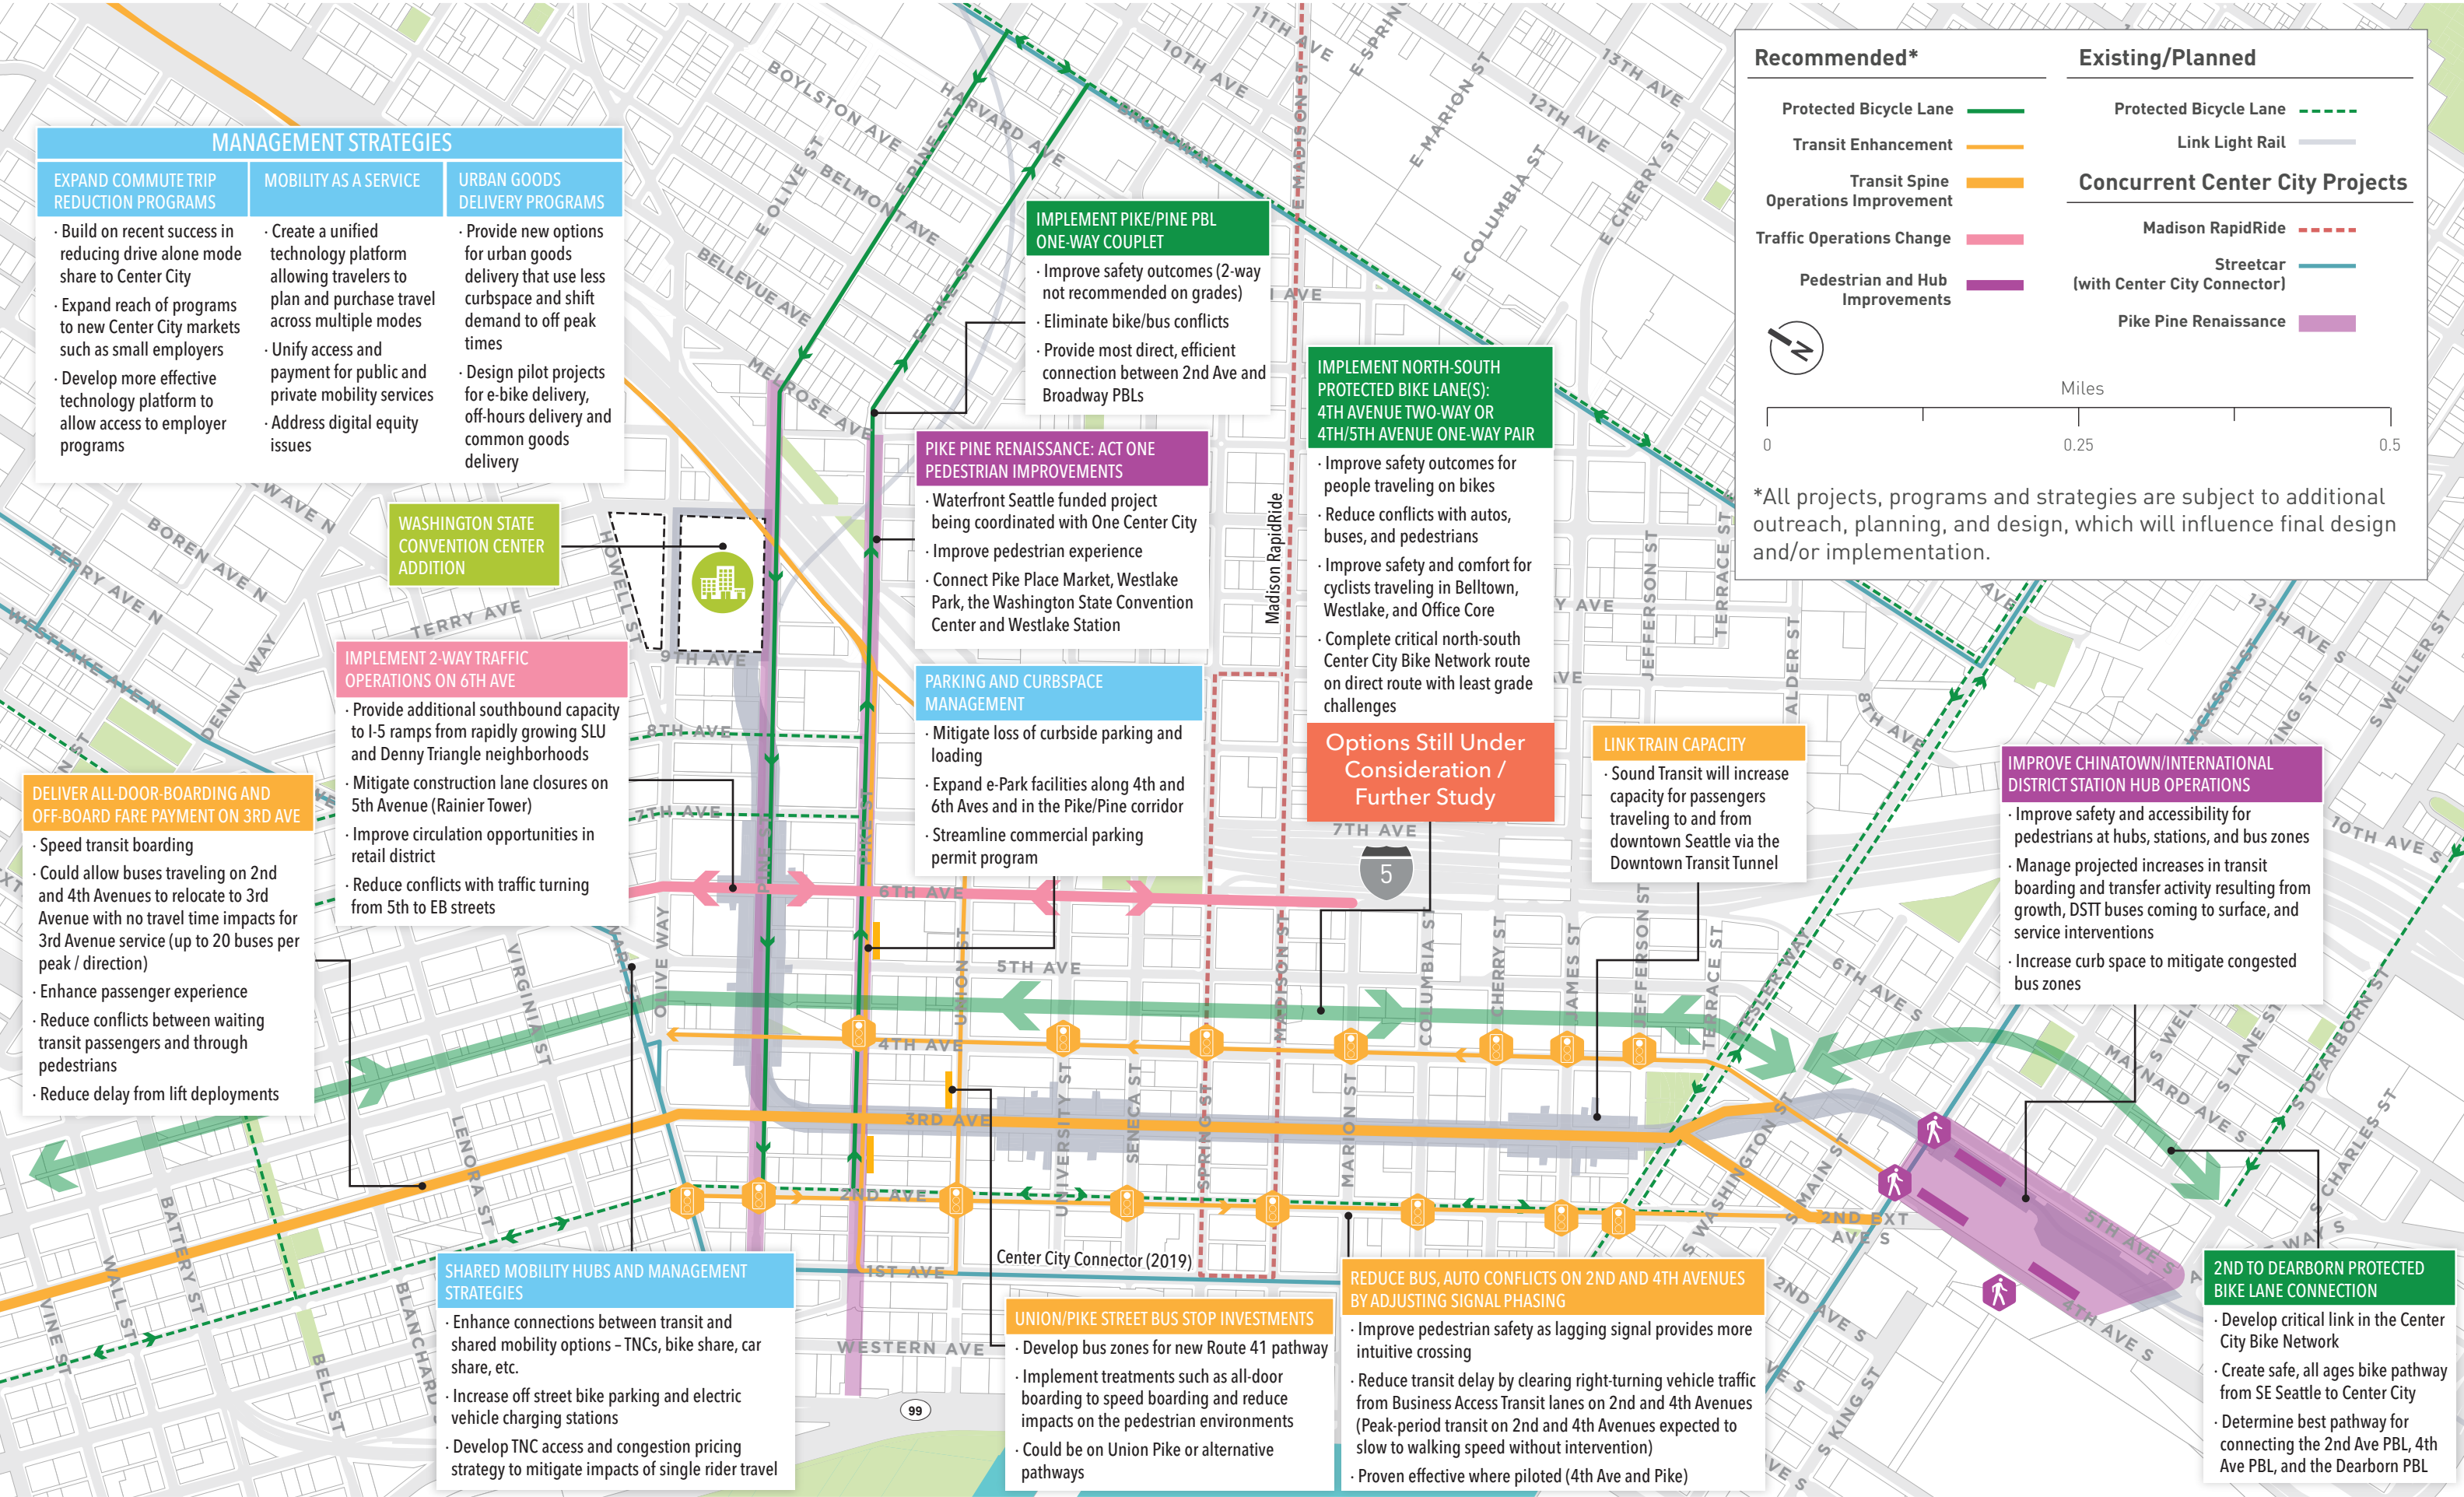 MANAGEMENT STRATEGIES
EXPAND COMMUTE TRIP
REDUCTION PROGRAMS
· Build on recent success in
reducing drive alone mode
share to Center City
· Expand reach of programs
to new Center City markets
such as small employers
· Develop more effective
technology platform to
allow access to employer
programs
MOBILITY AS A SERVICE
· Create a unified
technology platform
allowing travelers to
plan and purchase travel
across multiple modes
· Unify access and
payment for public and
private mobility services
· Address digital equity
issues
URBAN GOODS
DELIVERY PROGRAMS
· Provide new options
for urban goods
delivery that use less
curbspace and shift
demand to off peak
times
· Design pilot projects
for e-bike delivery,
off-hours delivery and
common goods
delivery
IMPLEMENT PIKE/PINE PBL
ONE-WAY COUPLET
· Improve safety outcomes (2-way
not recommended on grades)
· Eliminate bike/bus conflicts
· Provide most direct, efficient
connection between 2nd Ave and
Broadway PBLs
PIKE PINE RENAISSANCE: ACT ONE
PEDESTRIAN IMPROVEMENTS
· Waterfront Seattle funded project
being coordinated with One Center City
· Improve pedestrian experience
· Connect Pike Place Market, Westlake
Park, the Washington State Convention
Center and Westlake Station
PARKING AND CURBSPACE
MANAGEMENT
· Mitigate loss of curbside parking and
loading
· Expand e-Park facilities along 4th and
6th Aves and in the Pike/Pine corridor
· Streamline commercial parking
permit program
IMPLEMENT NORTH-SOUTH
PROTECTED BIKE LANE(S):
4TH AVENUE TWO-WAY OR
4TH/5TH AVENUE ONE-WAY PAIR
· Improve safety outcomes for
people traveling on bikes
· Reduce conflicts with autos,
buses, and pedestrians
· Improve safety and comfort for
cyclists traveling in Belltown,
Westlake, and Office Core
· Complete critical north-south
Center City Bike Network route
on direct route with least grade
challenges
Options Still Under
Consideration /
Further Study
Recommended*
Protected Bicycle Lane
Transit Enhancement
Transit Spine
Operations Improvement
Traffic Operations Change
Pedestrian and Hub
Improvements
Existing/Planned
Protected Bicycle Lane
Link Light Rail
Concurrent Center City Projects
Madison RapidRide
Streetcar
(with Center City Connector)
Pike Pine Renaissance
N
Miles
0
0.25
0.5
*All projects, programs and strategies are subject to additional
outreach, planning, and design, which will influence final design
and/or implementation.
WASHINGTON STATE
CONVENTION CENTER
ADDITION
IMPLEMENT 2-WAY TRAFFIC
OPERATIONS ON 6TH AVE
· Provide additional southbound capacity
to I-5 ramps from rapidly growing SLU
and Denny Triangle neighborhoods
· Mitigate construction lane closures on
5th Avenue (Rainier Tower)
· Improve circulation opportunities in
retail district
· Reduce conflicts with traffic turning
from 5th to EB streets
DELIVER ALL-DOOR-BOARDING AND
OFF-BOARD FARE PAYMENT ON 3RD AVE
· Speed transit boarding
· Could allow buses traveling on 2nd
and 4th Avenues to relocate to 3rd
Avenue with no travel time impacts for
3rd Avenue service (up to 20 buses per
peak / direction)
· Enhance passenger experience
· Reduce conflicts between waiting
transit passengers and through
pedestrians
· Reduce delay from lift deployments
LINK TRAIN CAPACITY
· Sound Transit will increase
capacity for passengers
traveling to and from
downtown Seattle via the
Downtown Transit Tunnel
IMPROVE CHINATOWN/INTERNATIONAL
DISTRICT STATION HUB OPERATIONS
· Improve safety and accessibility for
pedestrians at hubs, stations, and bus zones
· Manage projected increases in transit
boarding and transfer activity resulting from
growth, DSTT buses coming to surface, and
service interventions
· Increase curb space to mitigate congested
bus zones
SHARED MOBILITY HUBS AND MANAGEMENT
STRATEGIES
· Enhance connections between transit and
shared mobility options – TNCs, bike share, car
share, etc.
· Increase off street bike parking and electric
vehicle charging stations
· Develop TNC access and congestion pricing
strategy to mitigate impacts of single rider travel
UNION/PIKE STREET BUS STOP INVESTMENTS
· Develop bus zones for new Route 41 pathway
· Implement treatments such as all-door
boarding to speed boarding and reduce
impacts on the pedestrian environments
· Could be on Union Pike or alternative
pathways
REDUCE BUS, AUTO CONFLICTS ON 2ND AND 4TH AVENUES
BY ADJUSTING SIGNAL PHASING
· Improve pedestrian safety as lagging signal provides more
intuitive crossing
· Reduce transit delay by clearing right-turning vehicle traffic
from Business Access Transit lanes on 2nd and 4th Avenues
(Peak-period transit on 2nd and 4th Avenues expected to
slow to walking speed without intervention)
· Proven effective where piloted (4th Ave and Pike)
2ND TO DEARBORN PROTECTED
BIKE LANE CONNECTION
· Develop critical link in the Center
City Bike Network
· Create safe, all ages bike pathway
from SE Seattle to Center City
· Determine best pathway for
connecting the 2nd Ave PBL, 4th
Ave PBL, and the Dearborn PBL
Center City Connector (2019)
Madison RapidRide
5
99
BOYLSTON AVE
HARVARD AVE
10TH AVE
11TH AVE
BROADWAY
12TH AVE
13TH AVE
E MADISON ST
E MARION ST
E COLUMBIA ST
E CHERRY ST
E OLIVE ST
E PINE ST
E PIKE ST
BELMONT AVE
BELLEVUE AVE
MELROSE AVE
BOREN AVE N
TERRY AVE N
WESTLAKE AVE N
TERRY AVE
DENNY WAY
HOWELL ST
9TH AVE
8TH AVE
7TH AVE
7TH AVE
6TH AVE
5TH AVE
4TH AVE
3RD AVE
2ND AVE
1ST AVE
WESTERN AVE
OLIVE WAY
VIRGINIA ST
LENORA ST
BLANCHARD
BELL ST
BATTERY ST
WALL ST
VINE ST
PIKE ST
UNION ST
UNIVERSITY ST
SENECA ST
SPRING ST
MADISON ST
MARION ST
COLUMBIA ST
CHERRY ST
JAMES ST
JEFFERSON ST
JEFFERSON ST
TERRACE ST
TERRACE ST
ALDER ST
8TH AVE
YESLER WAY
6TH AVE S
S WASHINGTON ST
S MAIN ST
2ND EXT
AVE S
2ND AVE S
S KING ST
5TH AVE S
4TH AVE S
MAYNARD AVE S
S LANE ST
S DEARBORN ST
S CHARLES ST
10TH AVE S
12TH AVE S
S WELLER ST